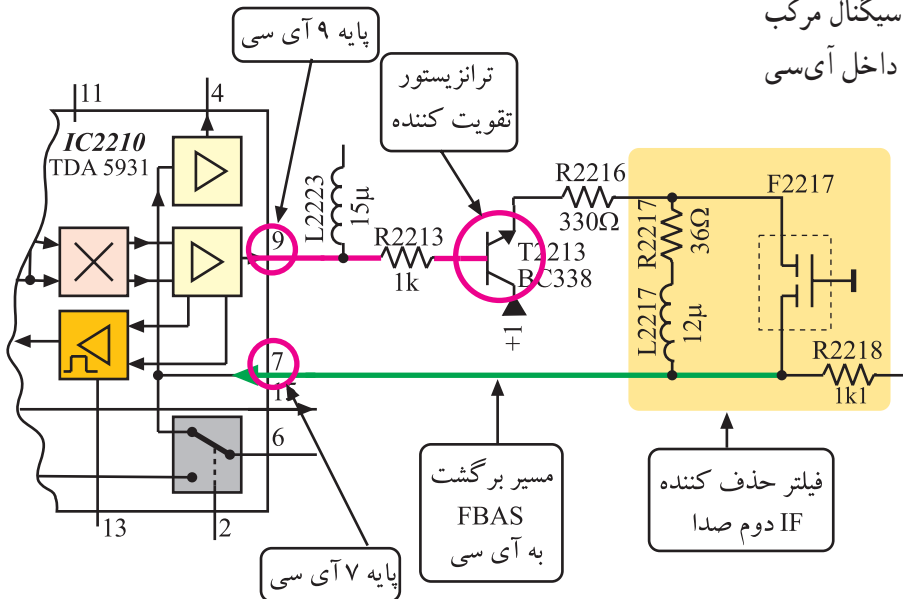 سیگنال مرکب
داخل آی‌سی
پایه ۹ آی سی
ترانزیستور
تقویت کننده
11
4
IC2210
TDA 5931
9
L2223
15μ
R2213
1k
T2213
BC338
+1
R2216
330Ω
R2217
36Ω
L2217
12μ
F2217
R2218
1k1
7
6
13
2
مسیر برگشت
FBAS
به آی سی
فیلتر حذف کننده
IF دوم صدا
پایه ۷ آی سی